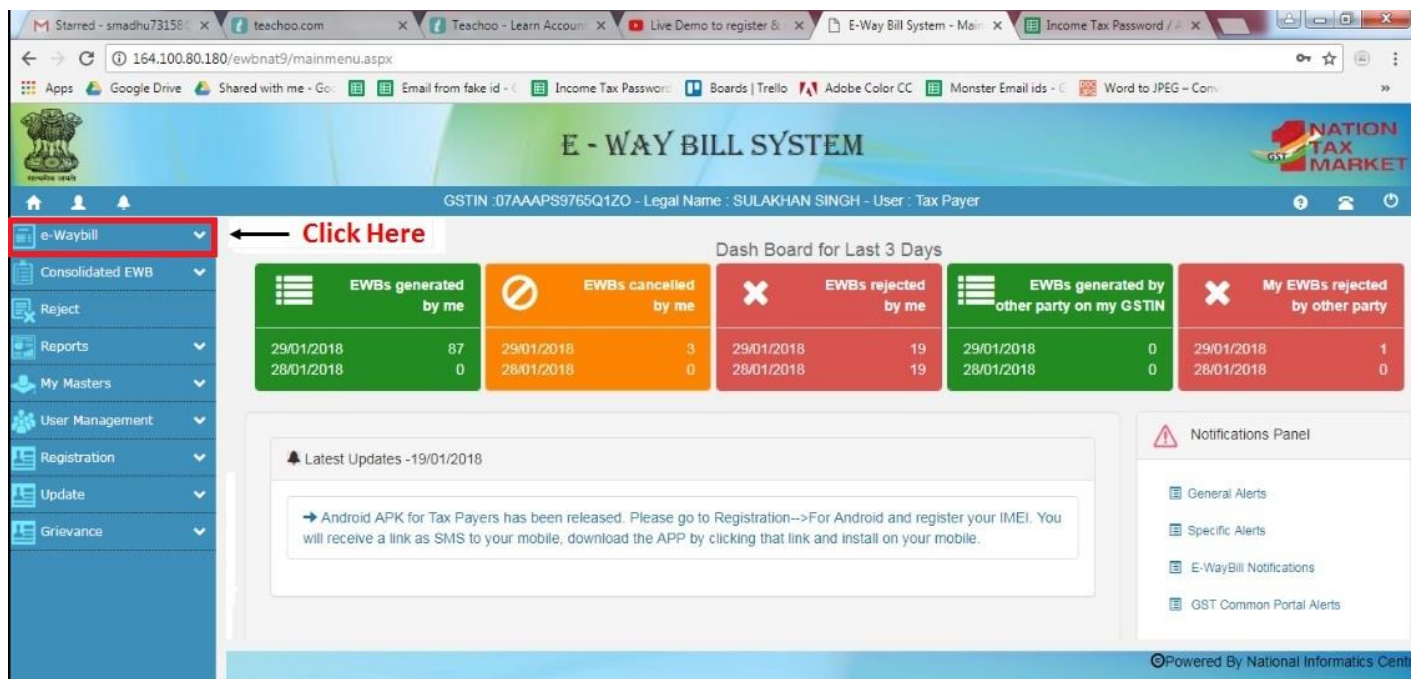 Starred - smadhu73158
teachoo.com
Teachoo - Learn Accoun
Live Demo to register &
E-Way Bill System - Main
Income Tax Password / A
164.100.80.180/ewbnat9/mainmenu.aspx
Apps Google Drive Shared with me - Goo Email from fake id - Income Tax Password Boards | Trello Adobe Color CC Monster Email ids - Word to JPEG – Conv »
सत्यमेव जयते
E - WAY BILL SYSTEM
GST 1 NATION
TAX
MARKET
GSTIN :07AAAPS9765Q1ZO - Legal Name : SULAKHAN SINGH - User : Tax Payer
e-Waybill
Click Here
Consolidated EWB
Reject
Reports
My Masters
User Management
Registration
Update
Grievance
Dash Board for Last 3 Days
EWBs generated
by me
29/01/2018 87
28/01/2018 0
EWBs cancelled
by me
29/01/2018 3
28/01/2018 0
EWBs rejected
by me
29/01/2018 19
28/01/2018 19
EWBs generated by
other party on my GSTIN
29/01/2018 0
28/01/2018 0
My EWBs rejected
by other party
29/01/2018 1
28/01/2018 0
Latest Updates -19/01/2018
Android APK for Tax Payers has been released. Please go to Registration-->For Android and register your IMEI. You
will receive a link as SMS to your mobile, download the APP by clicking that link and install on your mobile.
Notifications Panel
General Alerts
Specific Alerts
E-WayBill Notifications
GST Common Portal Alerts
©Powered By National Informatics Cent